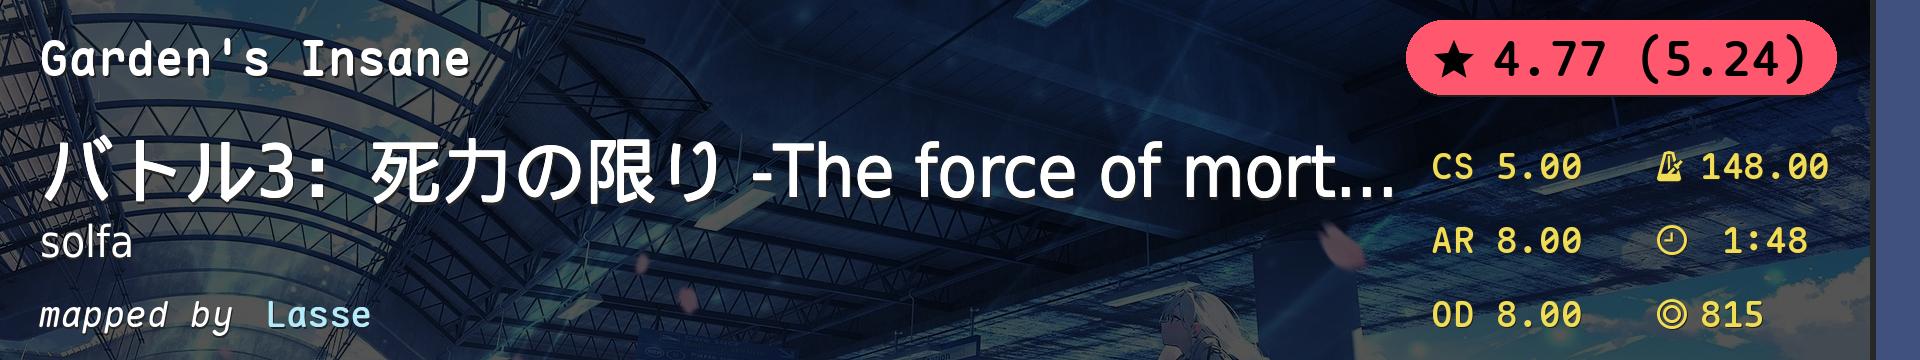 Garden's Insane
★ 4.77 (5.24)
バトル3: 死力の限り -The force of mort...
solfa
mapped by Lasse
CS 5.00 148.00
AR 8.00 1:48
OD 8.00 815